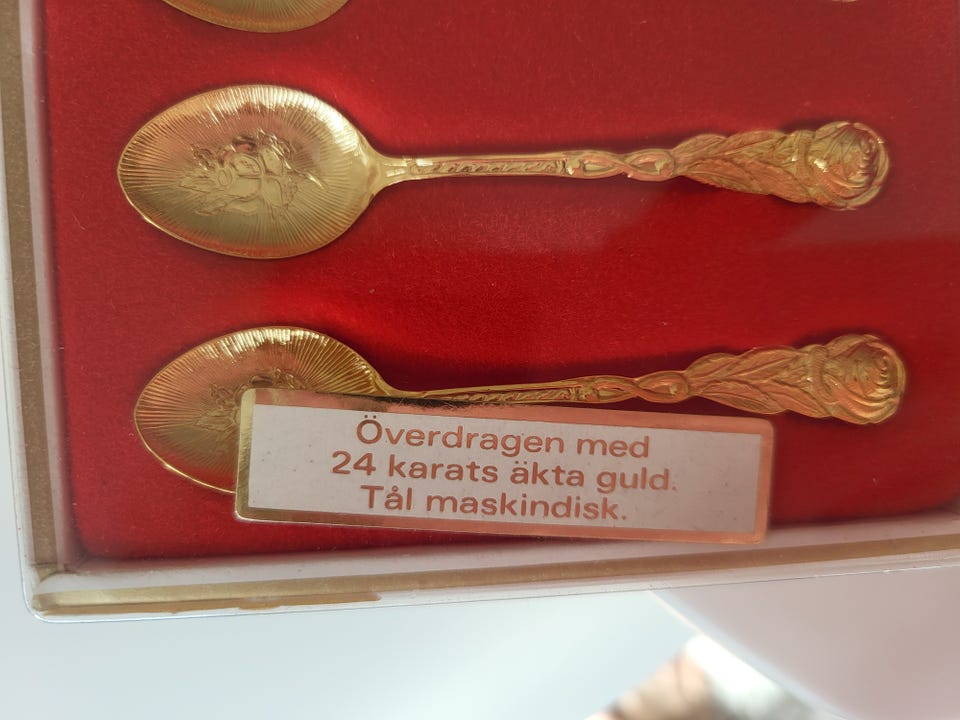 Överdragen med
24 karats äkta guld.
Tål maskindisk.